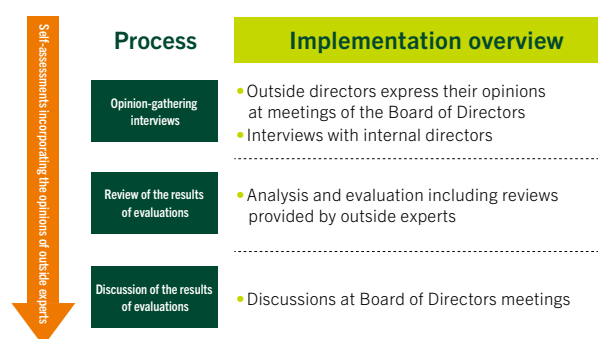 Self-assessments incorporating the opinions of outside experts
Process
Implementation overview
Opinion-gathering
interviews
• Outside directors express their opinions
at meetings of the Board of Directors
• Interviews with internal directors
Review of the results
of evaluations
• Analysis and evaluation including reviews
provided by outside experts
Discussion of the results
of evaluations
• Discussions at Board of Directors meetings